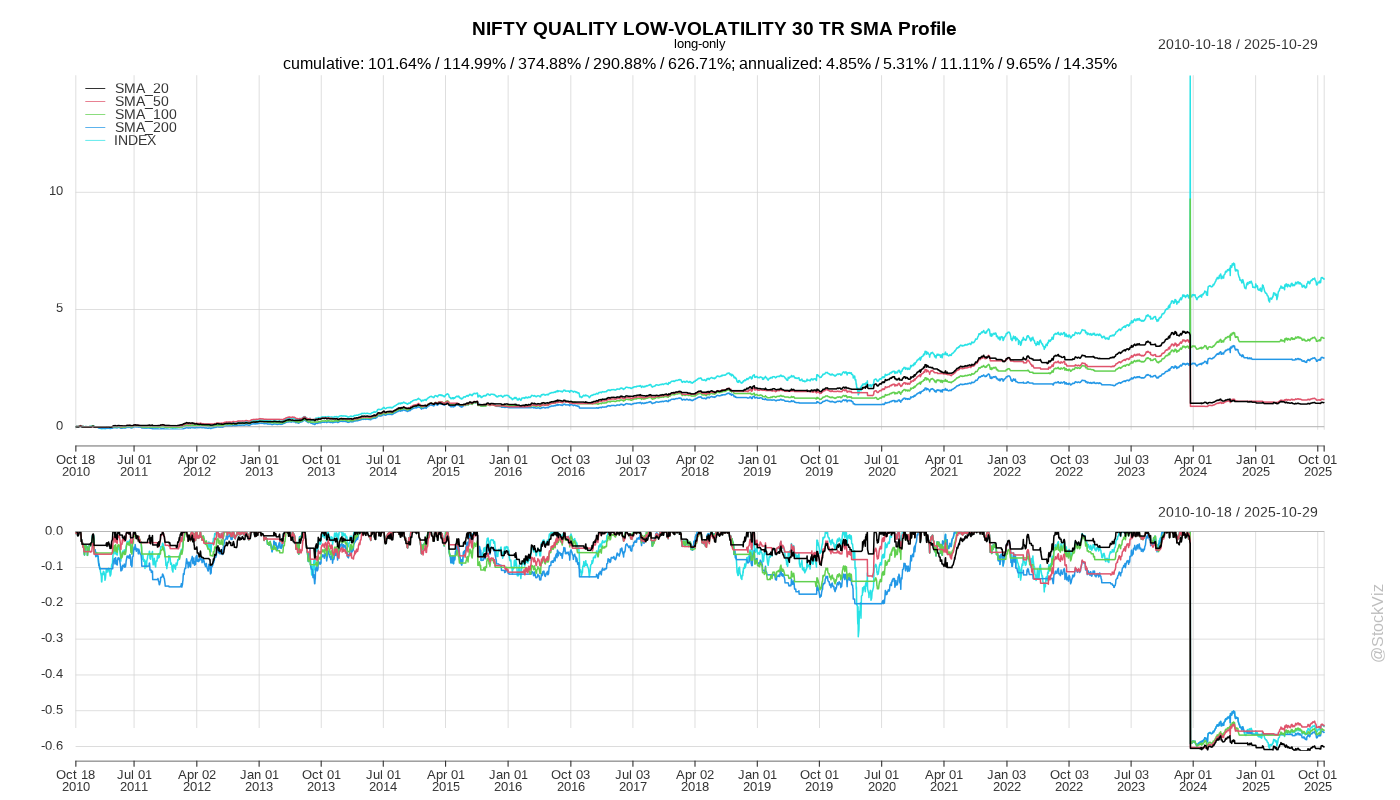 NIFTY QUALITY LOW-VOLATILITY 30 TR SMA Profile
long-only
2010-10-18 / 2025-10-29
cumulative: 101.64% / 114.99% / 374.88% / 290.88% / 626.71%; annualized: 4.85% / 5.31% / 11.11% / 9.65% / 14.35%
SMA_20
SMA_50
SMA_100
SMA_200
INDEX
10
5
0
Oct 18 Jul 01 Apr 02 Jan 01 Oct 01 Jul 01 Apr 01 Jan 01 Oct 03 Jul 03 Apr 02 Jan 01 Oct 01 Jul 01 Apr 01 Jan 03 Oct 03 Jul 03 Apr 01 Jan 01 Oct 01
2010 2011 2012 2013 2013 2014 2015 2016 2016 2017 2018 2019 2019 2020 2021 2022 2022 2023 2024 2025 2025
2010-10-18 / 2025-10-29
0.0
-0.1
-0.2
-0.3
-0.4
-0.5
-0.6
Oct 18 Jul 01 Apr 02 Jan 01 Oct 01 Jul 01 Apr 01 Jan 01 Oct 03 Jul 03 Apr 02 Jan 01 Oct 01 Jul 01 Apr 01 Jan 03 Oct 03 Jul 03 Apr 01 Jan 01 Oct 01
2010 2011 2012 2013 2013 2014 2015 2016 2016 2017 2018 2019 2019 2020 2021 2022 2022 2023 2024 2025 2025
@StockViz